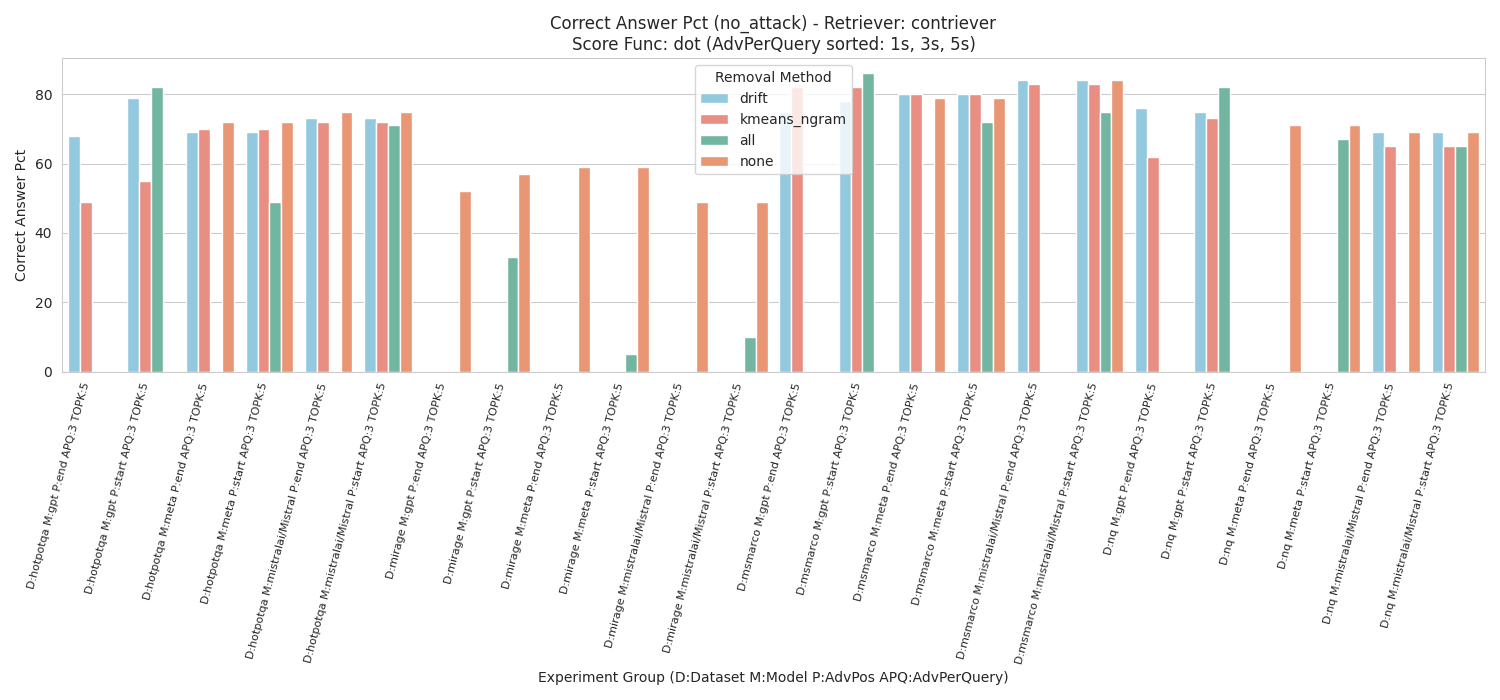 Correct Answer Pct (no_attack) - Retriever: contriever
Score Func: dot (AdvPerQuery sorted: 1s, 3s, 5s)
Removal Method
drift
kmeans_ngram
all
none
Correct Answer Pct
80
60
40
20
0
D:hotpotqa M:gpt P:end APQ:3 TOPK:5
D:hotpotqa M:gpt P:start APQ:3 TOPK:5
D:hotpotqa M:meta P:end APQ:3 TOPK:5
D:hotpotqa M:meta P:start APQ:3 TOPK:5
D:hotpotqa M:mistralai/Mistral P:end APQ:3 TOPK:5
D:hotpotqa M:mistralai/Mistral P:start APQ:3 TOPK:5
D:mirage M:gpt P:end APQ:3 TOPK:5
D:mirage M:gpt P:start APQ:3 TOPK:5
D:mirage M:meta P:end APQ:3 TOPK:5
D:mirage M:meta P:start APQ:3 TOPK:5
D:mirage M:mistralai/Mistral P:end APQ:3 TOPK:5
D:mirage M:mistralai/Mistral P:start APQ:3 TOPK:5
D:msmarco M:gpt P:end APQ:3 TOPK:5
D:msmarco M:gpt P:start APQ:3 TOPK:5
D:msmarco M:meta P:end APQ:3 TOPK:5
D:msmarco M:meta P:start APQ:3 TOPK:5
D:msmarco M:mistralai/Mistral P:end APQ:3 TOPK:5
D:msmarco M:mistralai/Mistral P:start APQ:3 TOPK:5
D:nq M:gpt P:end APQ:3 TOPK:5
D:nq M:gpt P:start APQ:3 TOPK:5
D:nq M:meta P:end APQ:3 TOPK:5
D:nq M:meta P:start APQ:3 TOPK:5
D:nq M:mistralai/Mistral P:end APQ:3 TOPK:5
D:nq M:mistralai/Mistral P:start APQ:3 TOPK:5
Experiment Group (D:Dataset M:Model P:AdvPos APQ:AdvPerQuery)